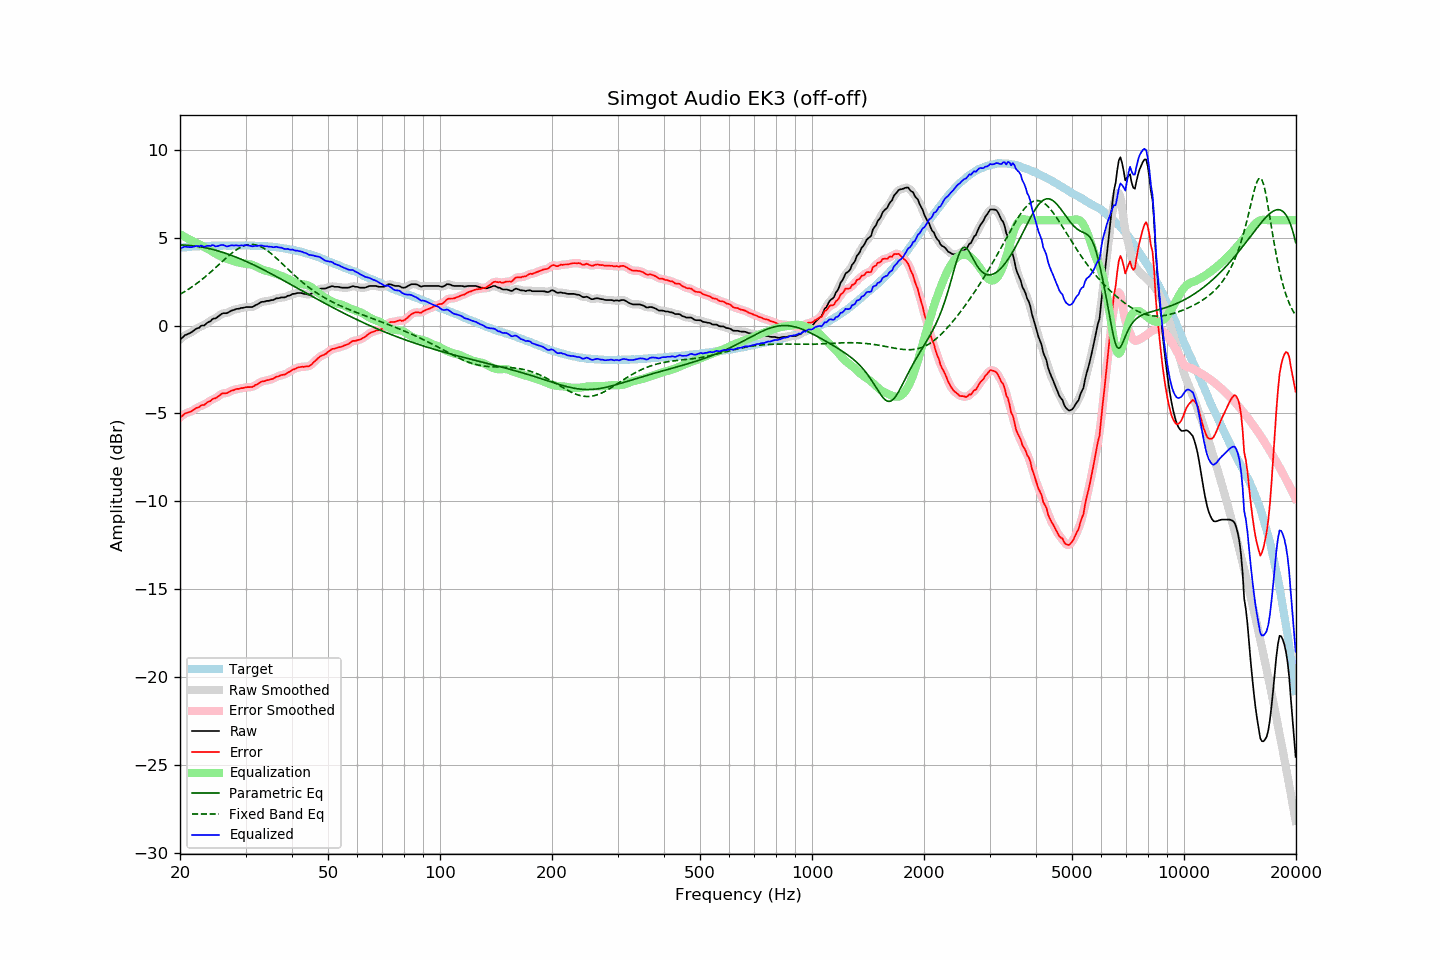 Simgot Audio EK3 (off-off)
Amplitude (dBr)
10
5
0
−5
−10
−15
−20
−25
−30
Target
Raw Smoothed
Error Smoothed
Raw
Error
Equalization
Parametric Eq
Fixed Band Eq
Equalized
20 50 100 200 500 1000 2000 5000 10000 20000
Frequency (Hz)